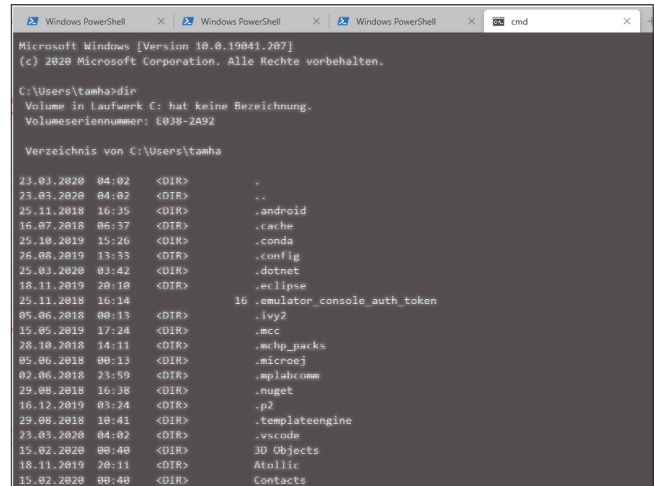 Windows PowerShell Windows PowerShell Windows PowerShell cmd
Microsoft Windows [Version 10.0.19041.207]
(c) 2020 Microsoft Corporation. Alle Rechte vorbehalten.
C:\Users\tamha>dir
Volume in Laufwerk C: hat keine Bezeichnung.
Volumeseriennummer: E038-2A92
Verzeichnis von C:\Users\tamha
23.03.2020 04:02 <DIR> .
23.03.2020 04:02 <DIR> ..
25.11.2018 16:35 <DIR> .android
16.07.2018 06:37 <DIR> .cache
25.10.2019 15:26 <DIR> .conda
26.08.2019 13:33 <DIR> .config
25.03.2020 03:42 <DIR> .dotnet
18.11.2019 20:10 <DIR> .eclipse
25.11.2018 16:14 16 .emulator_console_auth_token
05.06.2018 00:13 <DIR> .ivy2
15.05.2019 17:24 <DIR> .mcc
28.10.2018 14:11 <DIR> .mchp_packs
05.06.2018 00:13 <DIR> .microej
02.06.2018 23:59 <DIR> .mplabcomm
29.08.2018 16:38 <DIR> .nuget
16.12.2019 03:24 <DIR> .p2
29.08.2018 10:41 <DIR> .templateengine
23.03.2020 04:02 <DIR> .vscode
15.02.2020 00:40 <DIR> 3D Objects
18.11.2019 20:11 <DIR> Atollic
15.02.2020 00:40 <DIR> Contacts